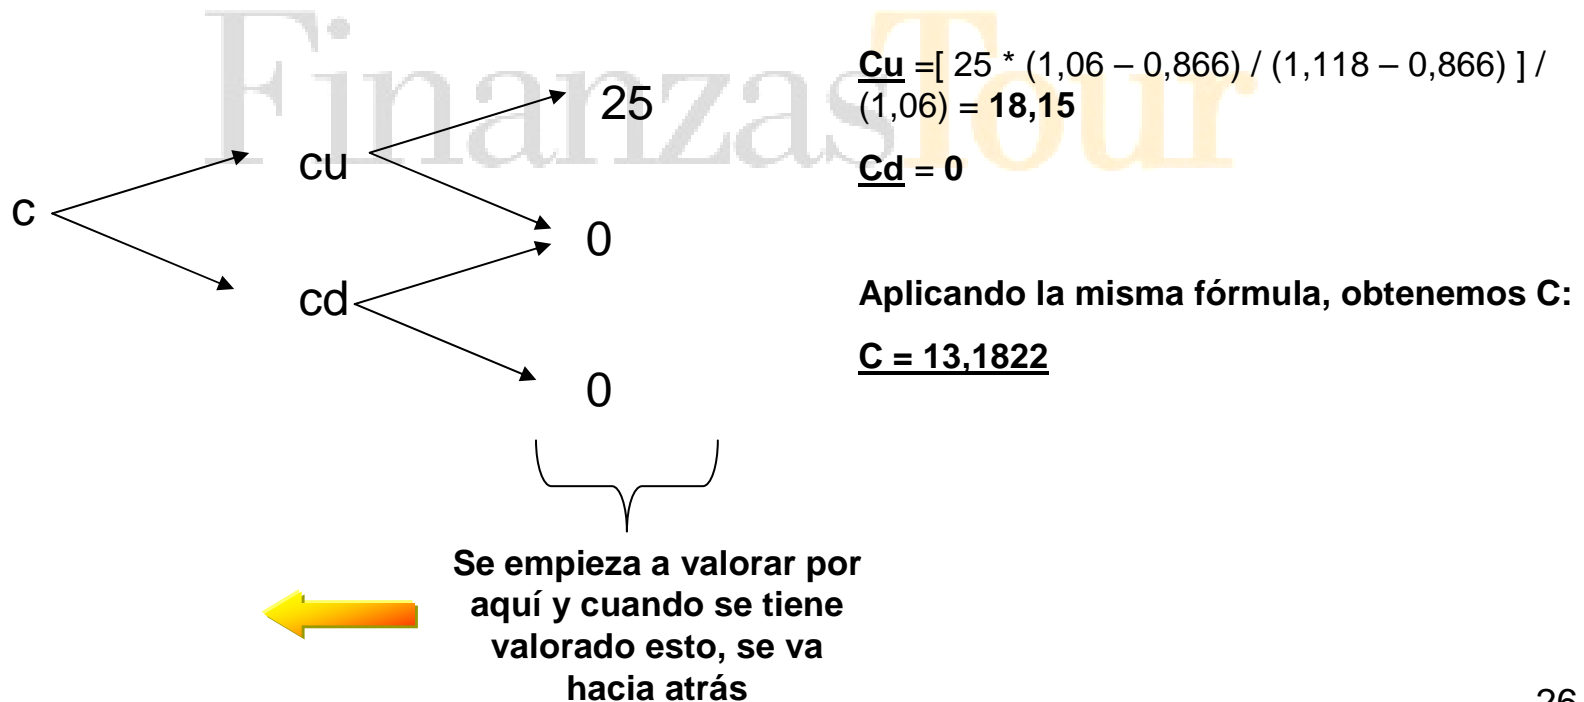 FinanzasTour
Cu =[ 25 * (1,06 – 0,866) / (1,118 – 0,866) ] /
(1,06) = 18,15
Cd = 0
Aplicando la misma fórmula, obtenemos C:
C = 13,1822
c
cu
cd
25
0
0
Se empieza a valorar por
aquí y cuando se tiene
valorado esto, se va
hacia atrás
26